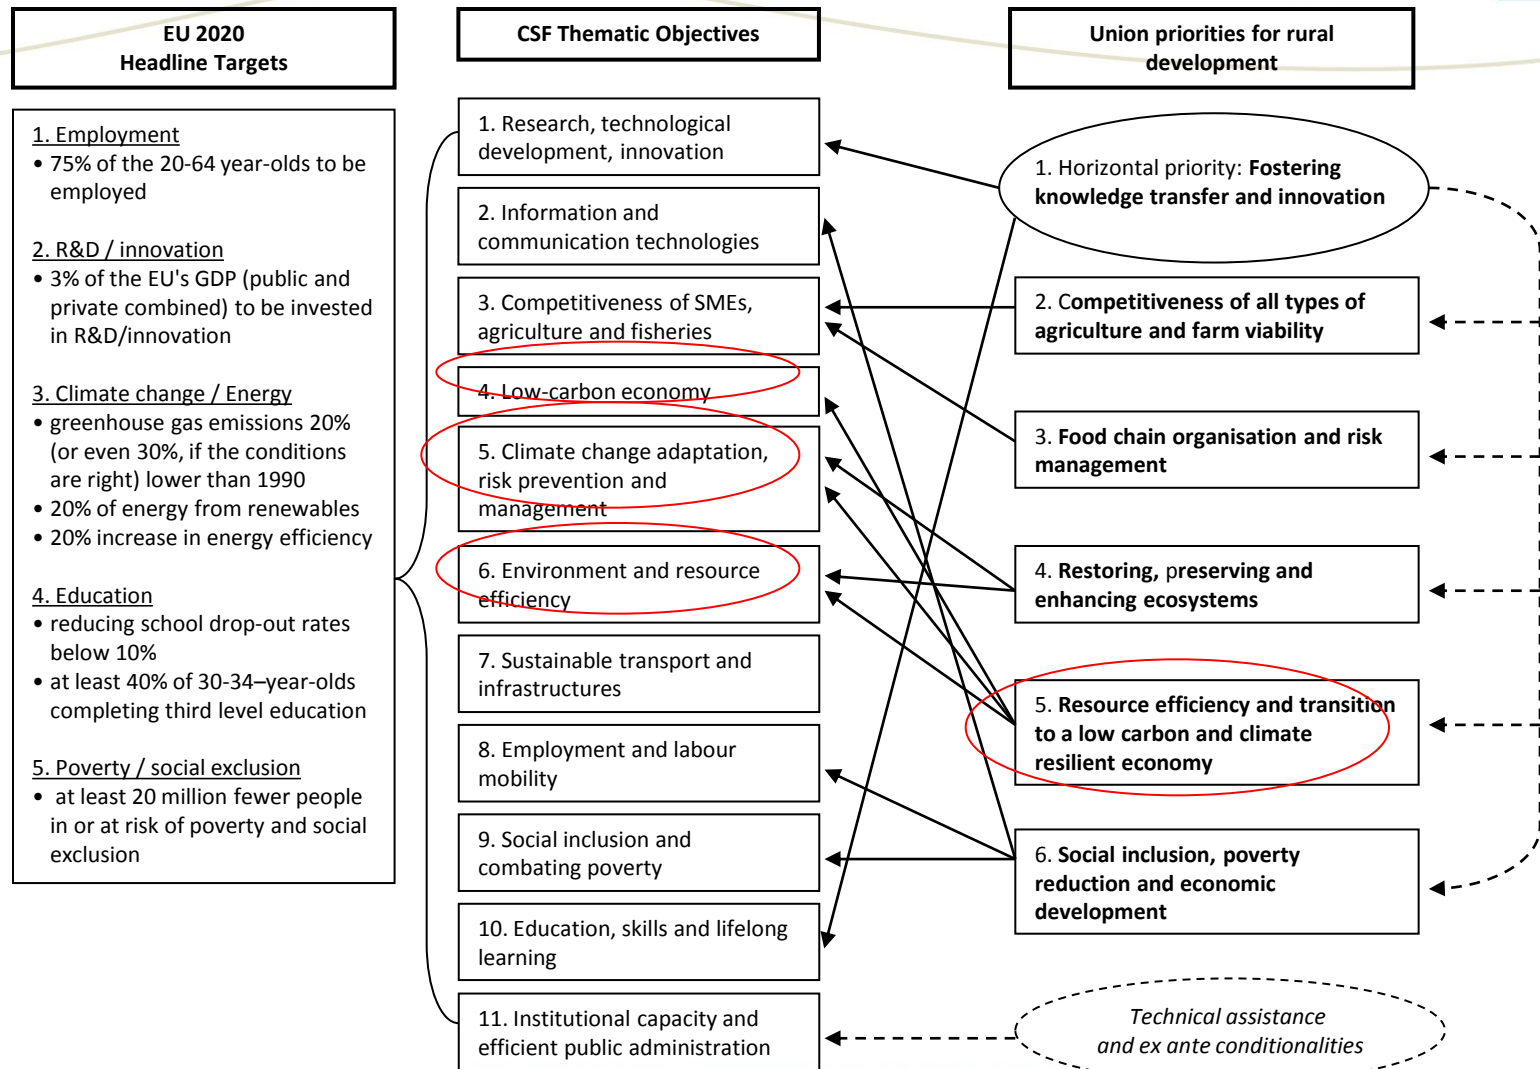 EU 2020
Headline Targets
CSF Thematic Objectives
Union priorities for rural
development
1. Employment
• 75% of the 20-64 year-olds to be
employed
2. R&D / innovation
• 3% of the EU's GDP (public and
private combined) to be invested
in R&D/innovation
3. Climate change / Energy
• greenhouse gas emissions 20%
(or even 30%, if the conditions
are right) lower than 1990
• 20% of energy from renewables
• 20% increase in energy efficiency
4. Education
• reducing school drop-out rates
below 10%
• at least 40% of 30-34–year-olds
completing third level education
5. Poverty / social exclusion
• at least 20 million fewer people
in or at risk of poverty and social
exclusion
1. Research, technological
development, innovation
2. Information and
communication technologies
3. Competitiveness of SMEs,
agriculture and fisheries
4. Low-carbon economy
5. Climate change adaptation,
risk prevention and
management
6. Environment and resource
efficiency
7. Sustainable transport and
infrastructures
8. Employment and labour
mobility
9. Social inclusion and
combating poverty
10. Education, skills and lifelong
learning
11. Institutional capacity and
efficient public administration
1. Horizontal priority: Fostering
knowledge transfer and innovation
2. Competitiveness of all types of
agriculture and farm viability
3. Food chain organisation and risk
management
4. Restoring, preserving and
enhancing ecosystems
5. Resource efficiency and transition
to a low carbon and climate
resilient economy
6. Social inclusion, poverty
reduction and economic
development
Technical assistance
and ex ante conditionalities